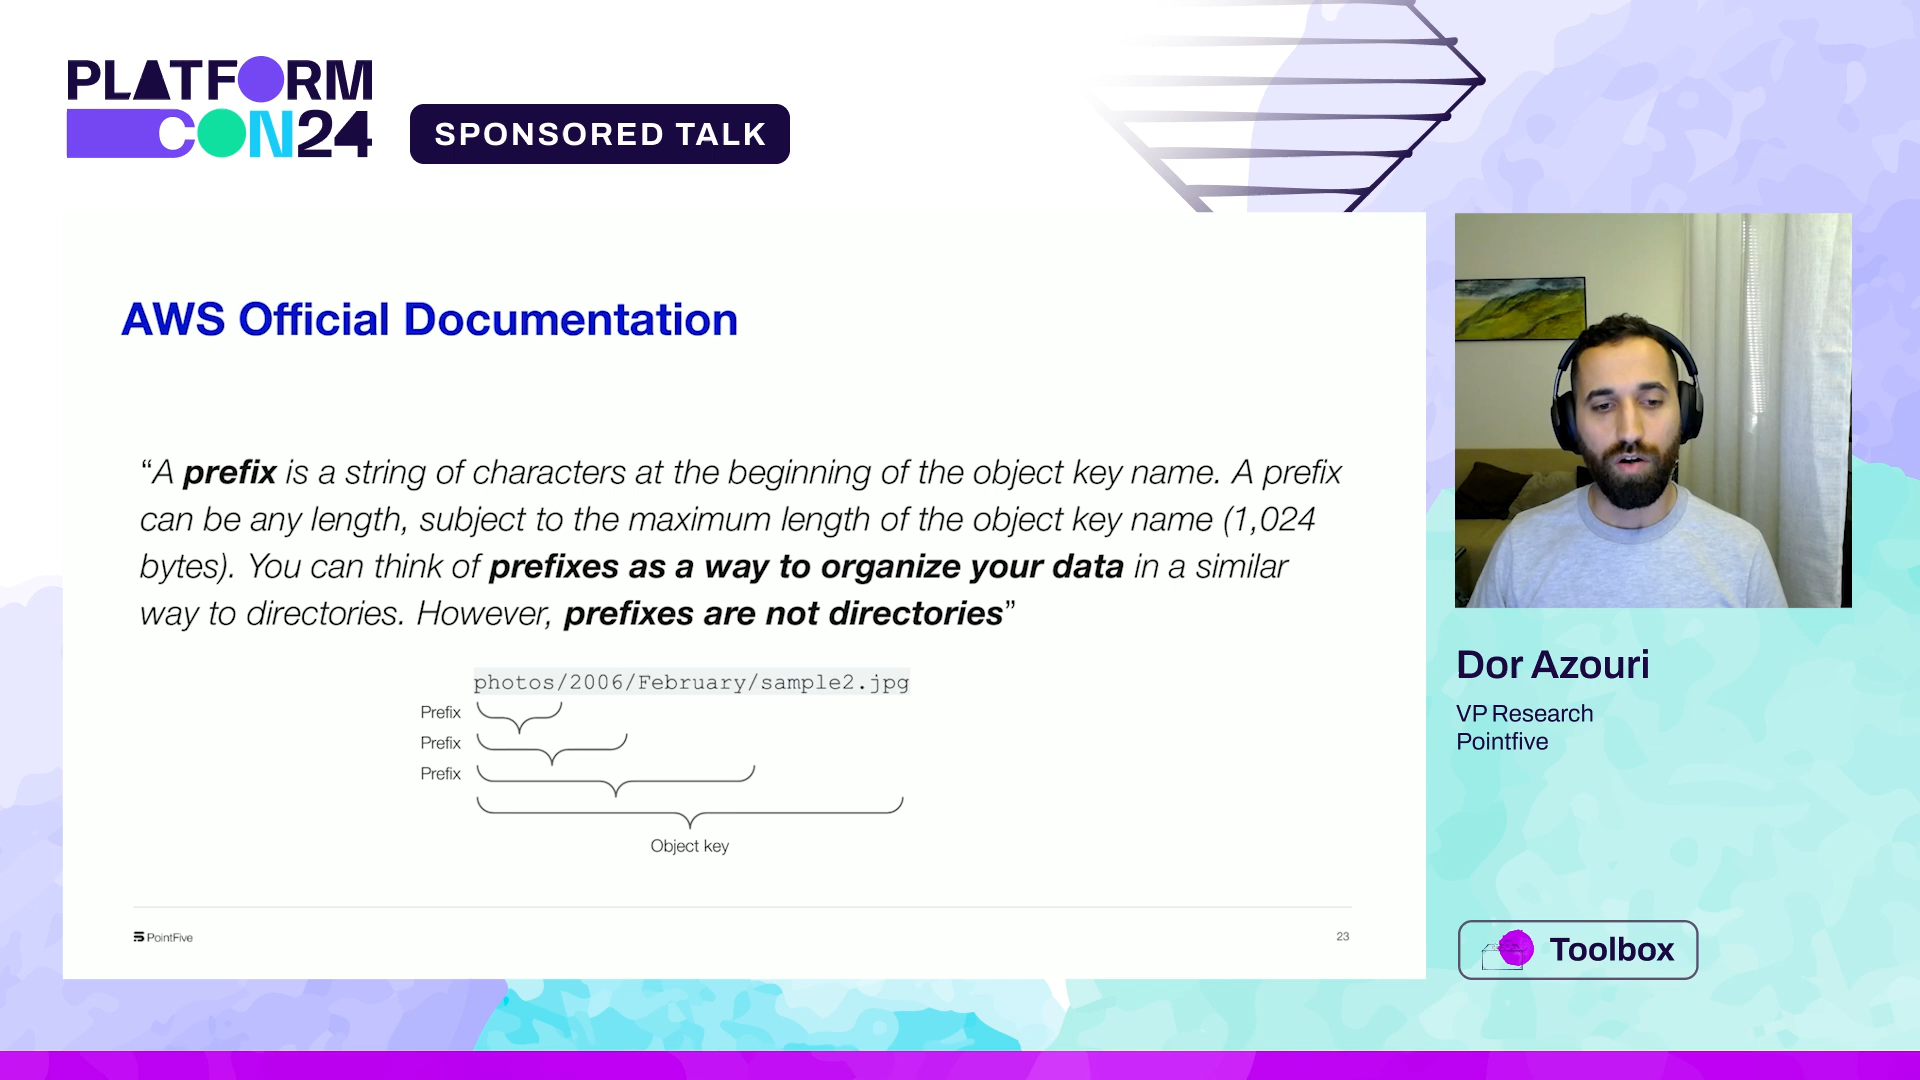 PLATFORM
CON24
SPONSORED TALK
AWS Official Documentation
“A prefix is a string of characters at the beginning of the object key name. A prefix
can be any length, subject to the maximum length of the object key name (1,024
bytes). You can think of prefixes as a way to organize your data in a similar
way to directories. However, prefixes are not directories”
photos/2006/February/sample2.jpg
Prefix
Prefix
Prefix
Object key
PointFive
23
Dor Azouri
VP Research
Pointfive
Toolbox